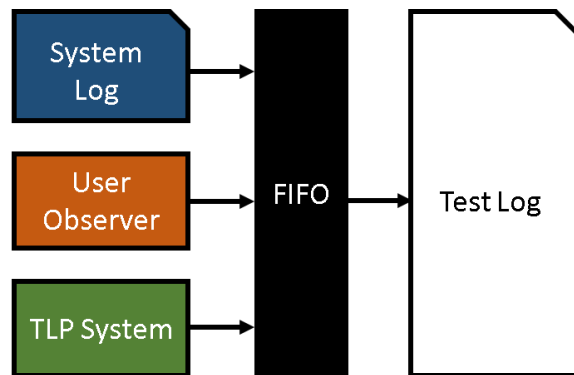 System
Log
User
Observer
TLP System
FIFO
Test Log